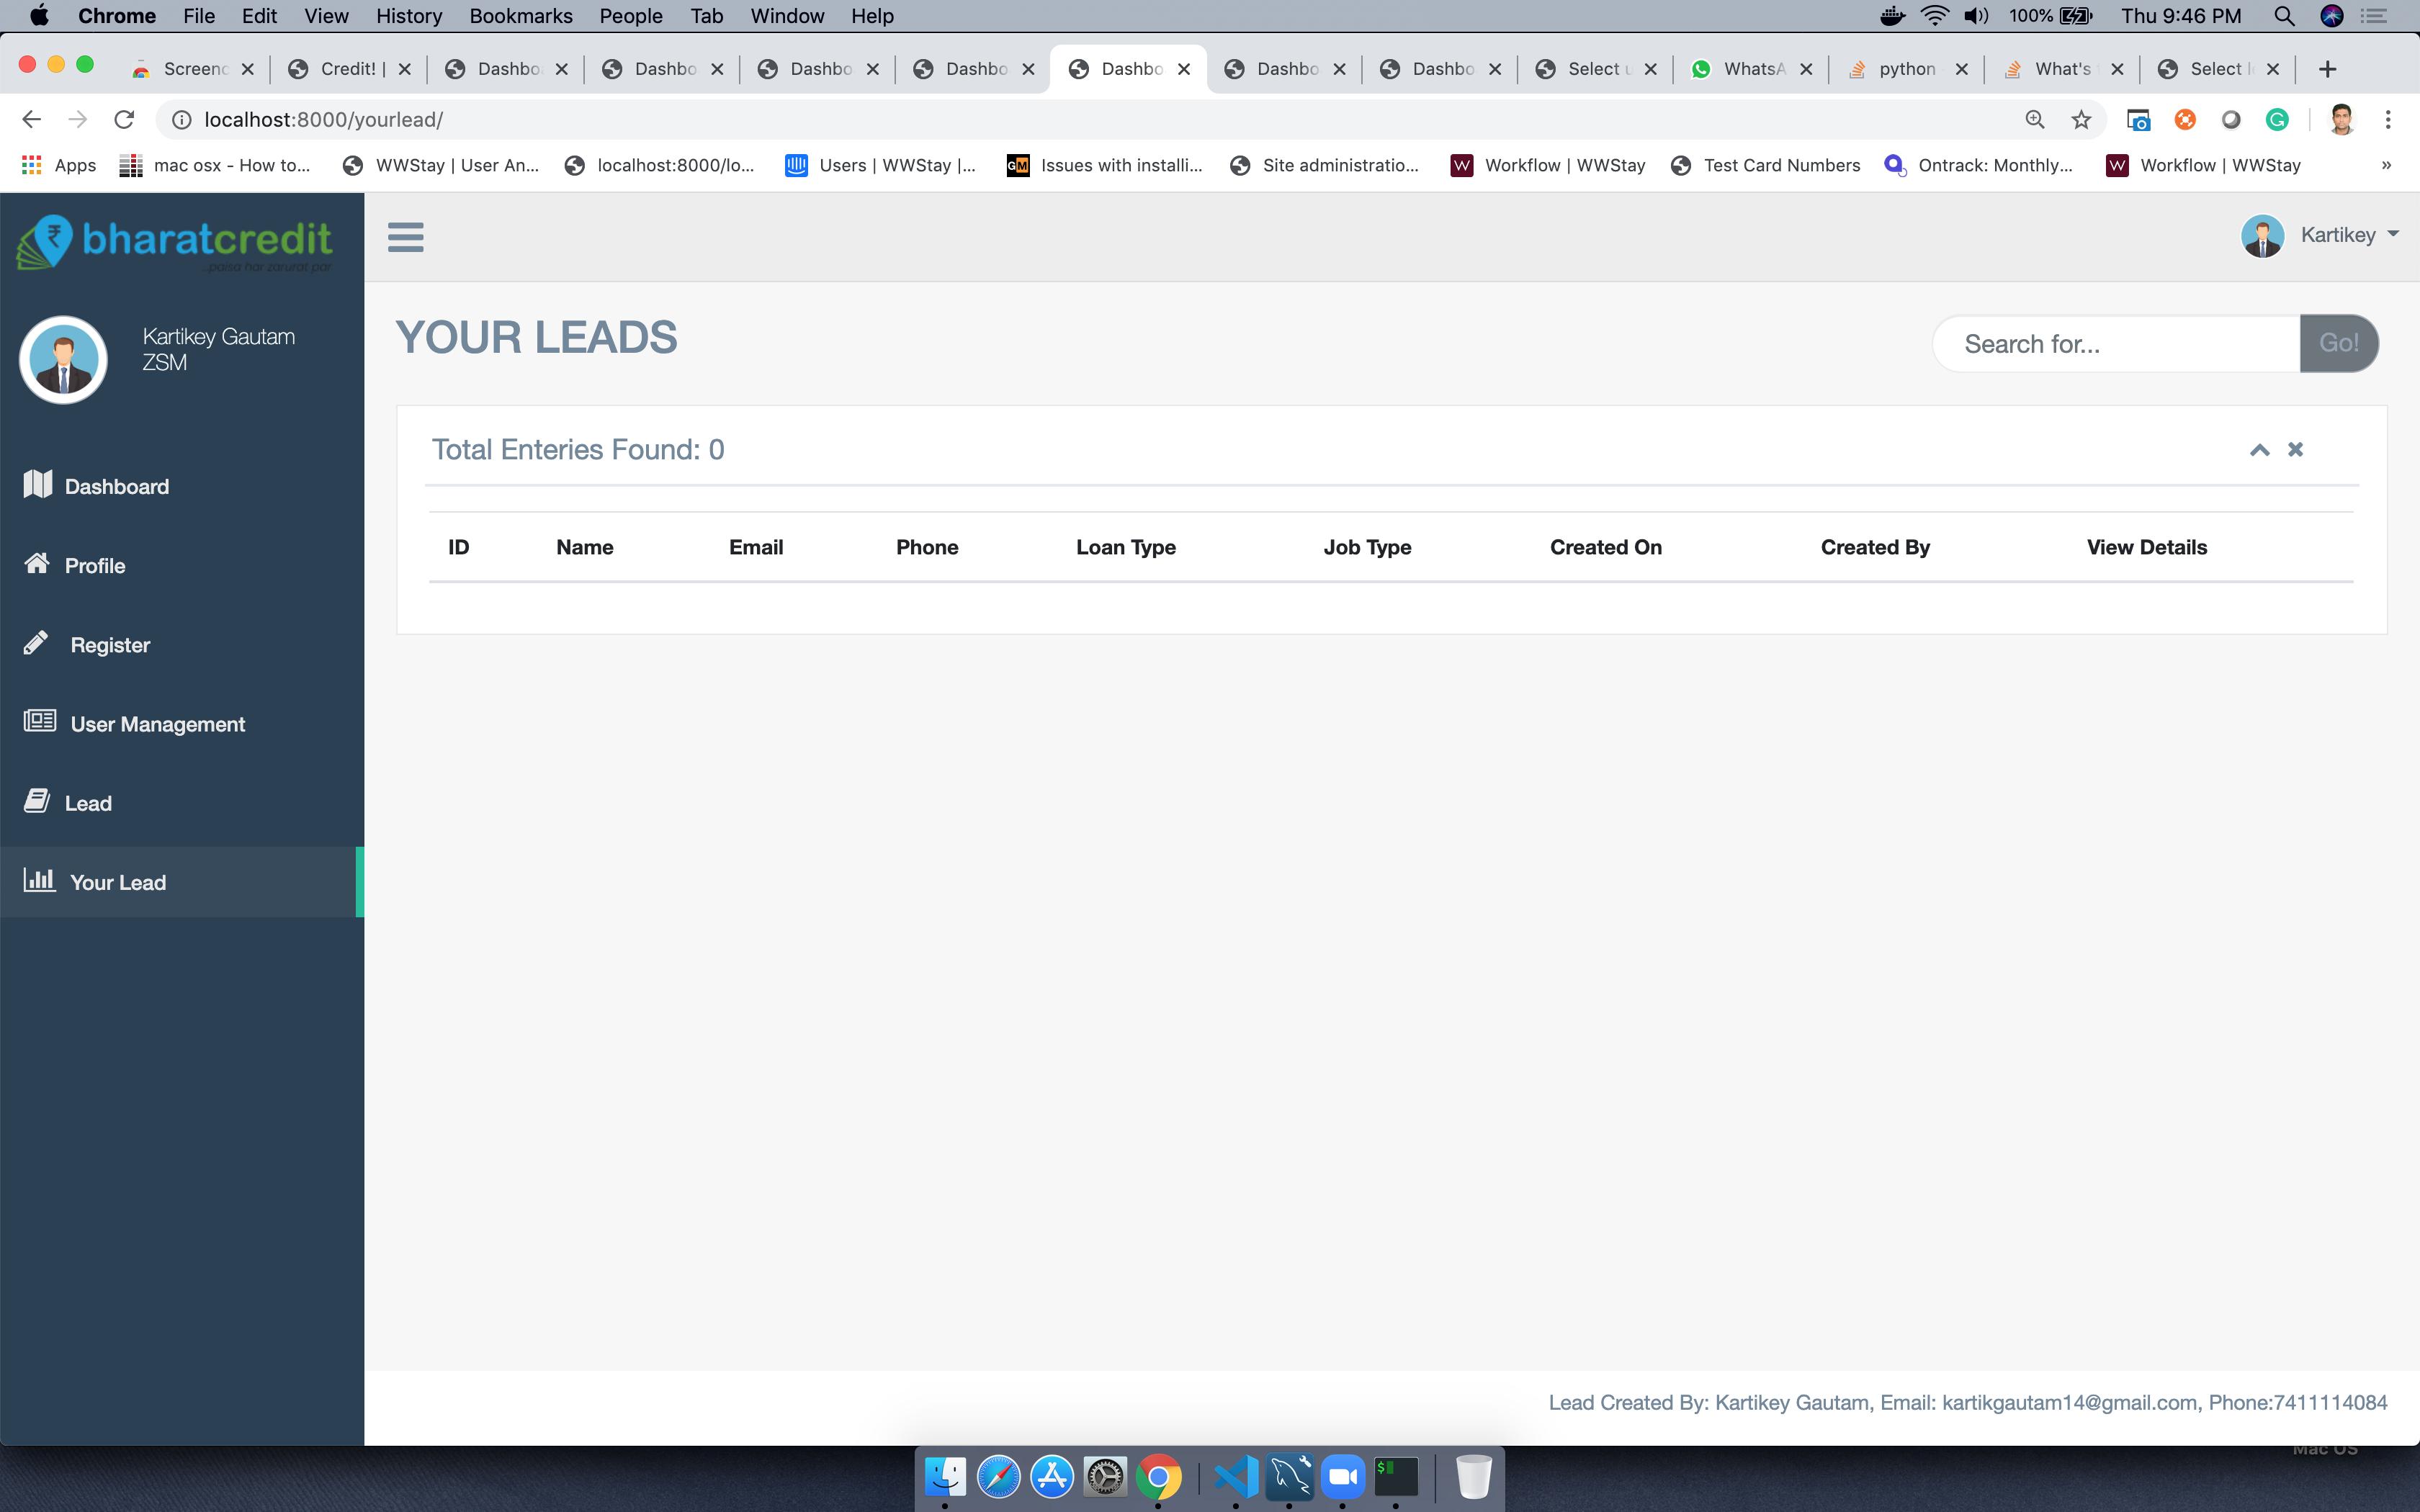 Chrome File Edit View History Bookmarks People Tab Window Help 100% Thu 9:46 PM
Screenc Credit! | Dashbo Dashbo Dashbo Dashbo Dashbo Dashbo Dashbo Select u WhatsA python What's Select l
localhost:8000/yourlead/
Apps mac osx - How to... WWStay | User An... localhost:8000/lo... Users | WWStay |... GM Issues with installi... Site administratio... W Workflow | WWStay Test Card Numbers Ontrack: Monthly... W Workflow | WWStay »
bharatcredit
..paisa har zarurat par
Kartikey
Kartikey Gautam
ZSM
YOUR LEADS
Search for...
Go!
Total Enteries Found: 0
ID Name Email Phone Loan Type Job Type Created On Created By View Details
Dashboard
Profile
Register
User Management
Lead
Your Lead
Lead Created By: Kartikey Gautam, Email: kartikgautam14@gmail.com, Phone:7411114084
Mac OS